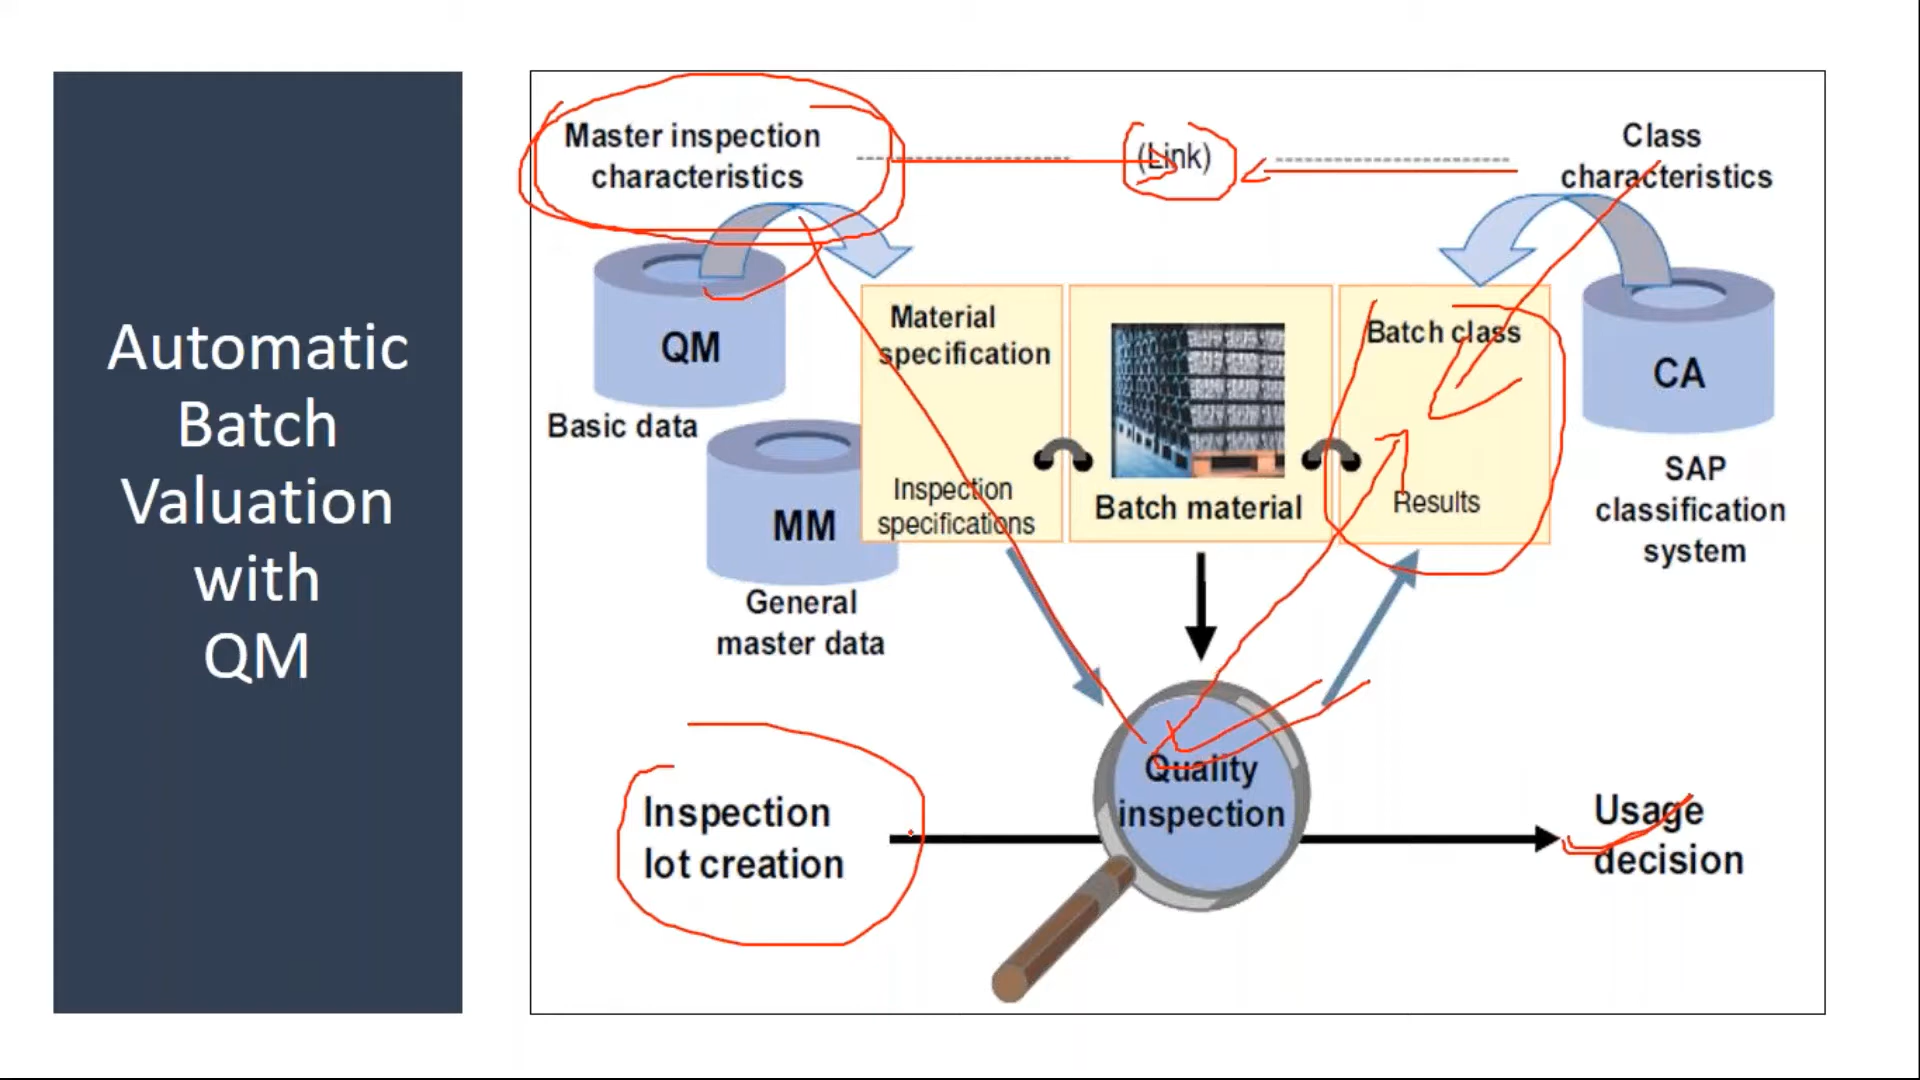 Automatic
Batch
Valuation
with
QM
Master inspection
characteristics
(Link)
Class
characteristics
QM
Basic data
MM
General
master data
Material
specification
Inspection
specifications
Batch material
Batch class
Results
CA
SAP
classification
system
Inspection
lot creation
Quality
inspection
Usage
decision